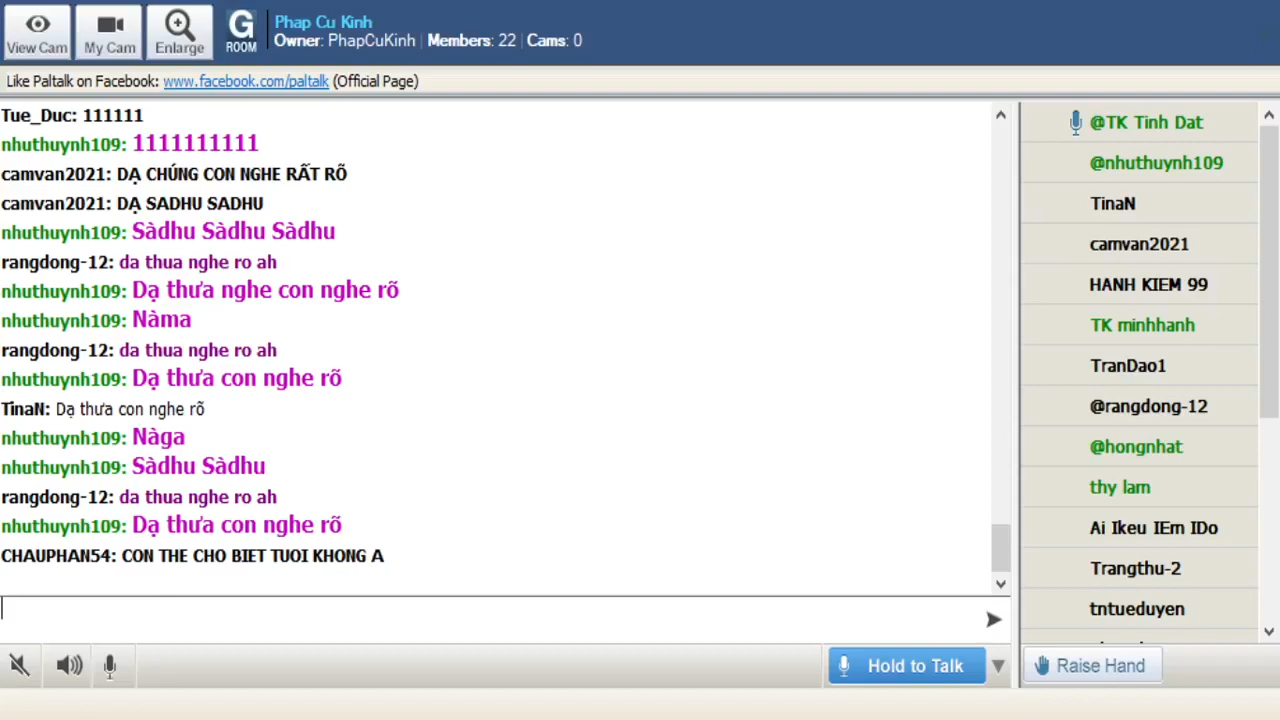 View Cam
My Cam
Enlarge
G
ROOM
Phap Cu Kinh
Owner: PhapCuKinh | Members: 22 | Cams: 0
Like Paltalk on Facebook: www.facebook.com/paltalk (Official Page)
Tue_Duc: 111111
nhuthuynh109: 1111111111
camvan2021: DẠ CHÚNG CON NGHE RẤT RÕ
camvan2021: DẠ SADHU SADHU
nhuthuynh109: Sàdhu Sàdhu Sàdhu
rangdong-12: da thua nghe ro ah
nhuthuynh109: Dạ thưa nghe con nghe rõ
nhuthuynh109: Nàma
rangdong-12: da thua nghe ro ah
nhuthuynh109: Dạ thưa con nghe rõ
TinaN: Dạ thưa con nghe rõ
nhuthuynh109: Nàga
nhuthuynh109: Sàdhu Sàdhu
rangdong-12: da thua nghe ro ah
nhuthuynh109: Dạ thưa con nghe rõ
CHAUPHAN54: CON THE CHO BIET TUOI KHONG A
@TK Tinh Dat
@nhuthuynh109
TinaN
camvan2021
HANH KIEM 99
TK minhhanh
TranDao1
@rangdong-12
@hongnhat
thy lam
Ai Ikeu IEm IDo
Trangthu-2
tntueduyen
Hold to Talk
Raise Hand